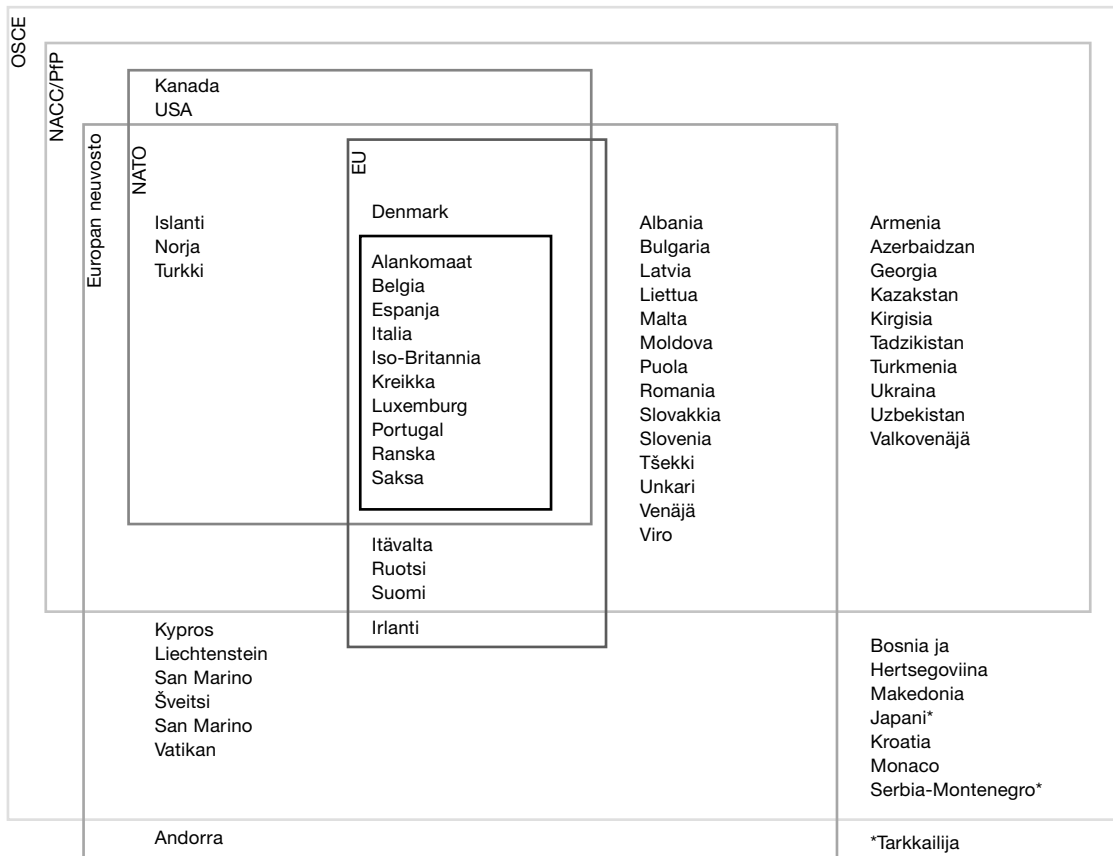 OSCE
NACC/PfP
Europan neuvosto
NATO
Kanada
USA
EU
Islanti
Norja
Turkki
Denmark
Alankomaat
Belgia
Espanja
Italia
Iso-Britannia
Kreikka
Luxemburg
Portugal
Ranska
Saksa
Itävalta
Ruotsi
Suomi
Irlanti
Albania
Bulgaria
Latvia
Liettua
Malta
Moldova
Puola
Romania
Slovakkia
Slovenia
Tšekki
Unkari
Venäjä
Viro
Armenia
Azerbaidzan
Georgia
Kazakstan
Kirgisia
Tadzikistan
Turkmenia
Ukraina
Uzbekistan
Valkovenäjä
Kypros
Liechtenstein
San Marino
Šveitsi
San Marino
Vatikan
Bosnia ja
Hertsegoviina
Makedonia
Japani*
Kroatia
Monaco
Serbia-Montenegro*
Andorra
*Tarkkailija